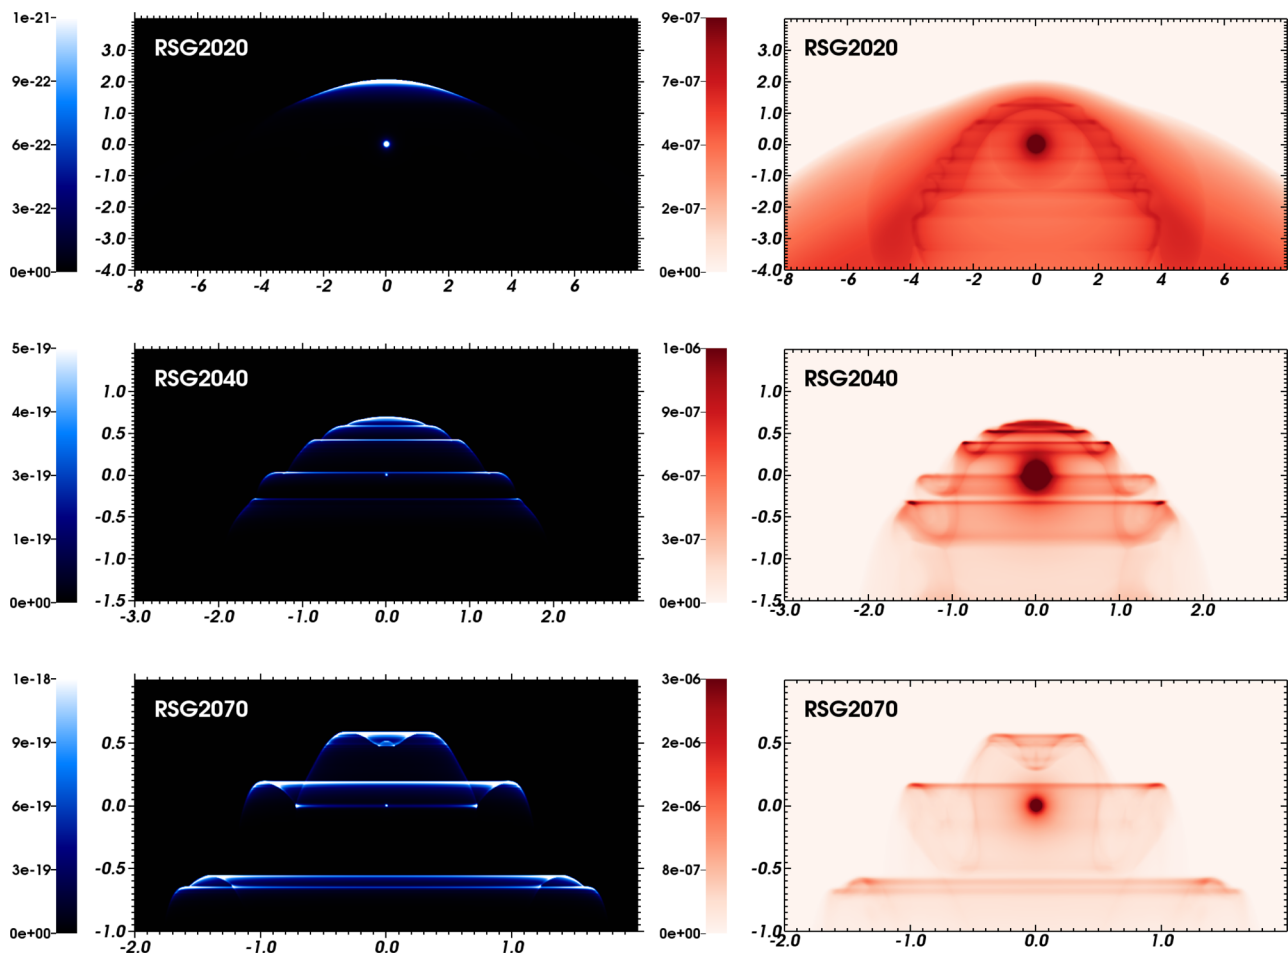 1e-21
9e-22
6e-22
3e-22
0e+00
RSG2020
3.0
2.0
1.0
0.0
-1.0
-2.0
-3.0
-4.0
-8 -6 -4 -2 0 2 4 6
9e-07
7e-07
4e-07
2e-07
0e+00
RSG2020
3.0
2.0
1.0
0.0
-1.0
-2.0
-3.0
-4.0
-8 -6 -4 -2 0 2 4 6
5e-19
4e-19
3e-19
1e-19
0e+00
RSG2040
1.0
0.5
0.0
-0.5
-1.0
-1.5
-3.0 -2.0 -1.0 0.0 1.0 2.0
1e-06
9e-07
6e-07
3e-07
0e+00
RSG2040
1.0
0.5
0.0
-0.5
-1.0
-1.5
-3.0 -2.0 -1.0 0.0 1.0 2.0
1e-18
9e-19
6e-19
3e-19
0e+00
RSG2070
0.5
0.0
-0.5
-1.0
-2.0 -1.0 0.0 1.0
3e-06
2e-06
2e-06
8e-07
0e+00
RSG2070
0.5
0.0
-0.5
-1.0
-2.0 -1.0 0.0 1.0